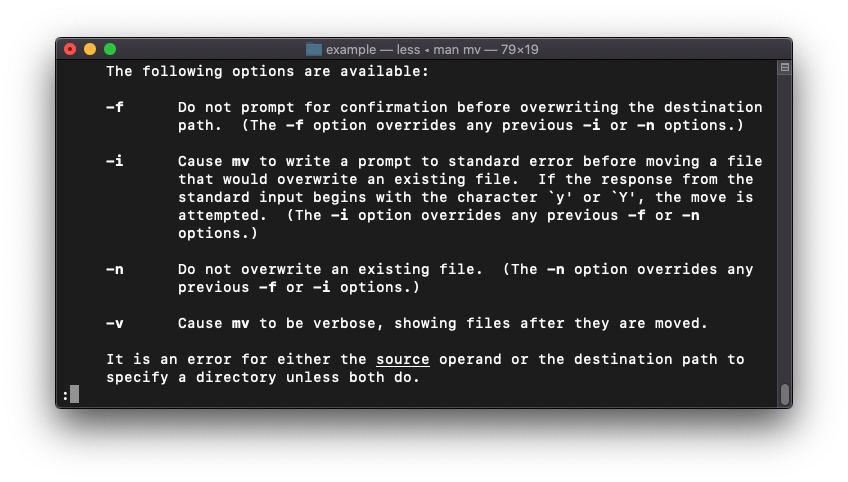 example — less ◂ man mv — 79×19
The following options are available:
-f Do not prompt for confirmation before overwriting the destination
path. (The -f option overrides any previous -i or -n options.)
-i Cause mv to write a prompt to standard error before moving a file
that would overwrite an existing file. If the response from the
standard input begins with the character `y' or `Y', the move is
attempted. (The -i option overrides any previous -f or -n
options.)
-n Do not overwrite an existing file. (The -n option overrides any
previous -f or -i options.)
-v Cause mv to be verbose, showing files after they are moved.
It is an error for either the source operand or the destination path to
specify a directory unless both do.
: